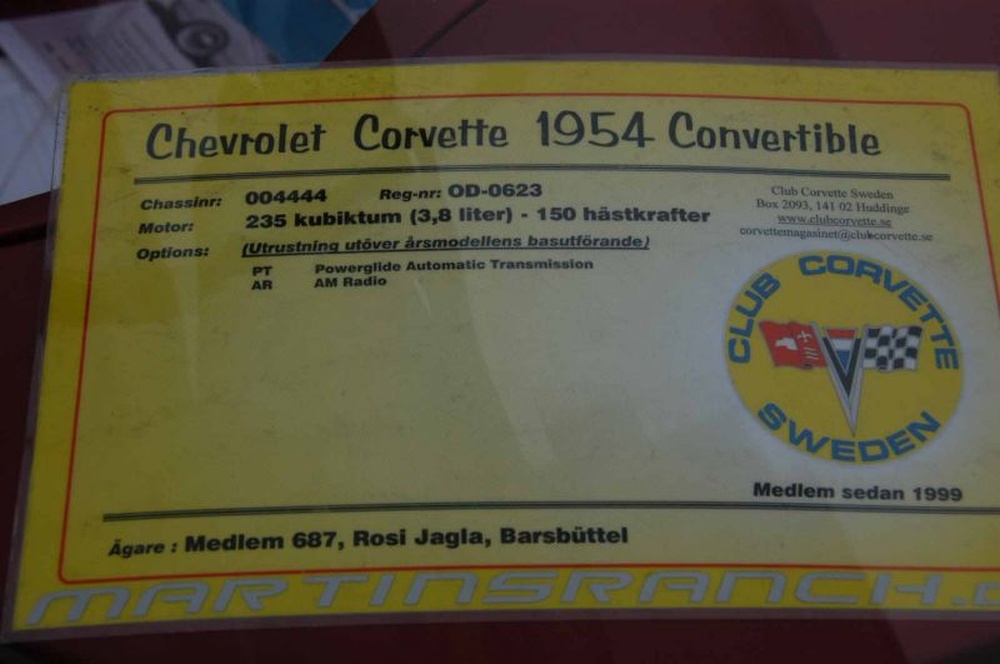 Chevrolet Corvette 1954 Convertible
Chassinr: 004444 Reg-nr: OD-0623
Motor: 235 kubiktum (3,8 liter) - 150 hästkrafter
Options: (Utrustning utöver årsmodellens basutförande)
PT Powerglide Automatic Transmission
AR AM Radio
Club Corvette Sweden
Box 2093, 141 02 Huddinge
www.clubcorvette.se
corvettemagasinet@clubcorvette.se
CLUB CORVETTE
SWEDEN
Medlem sedan 1999
Ägare : Medlem 687, Rosi Jagla, Barsbüttel
MARTINSRANCH.